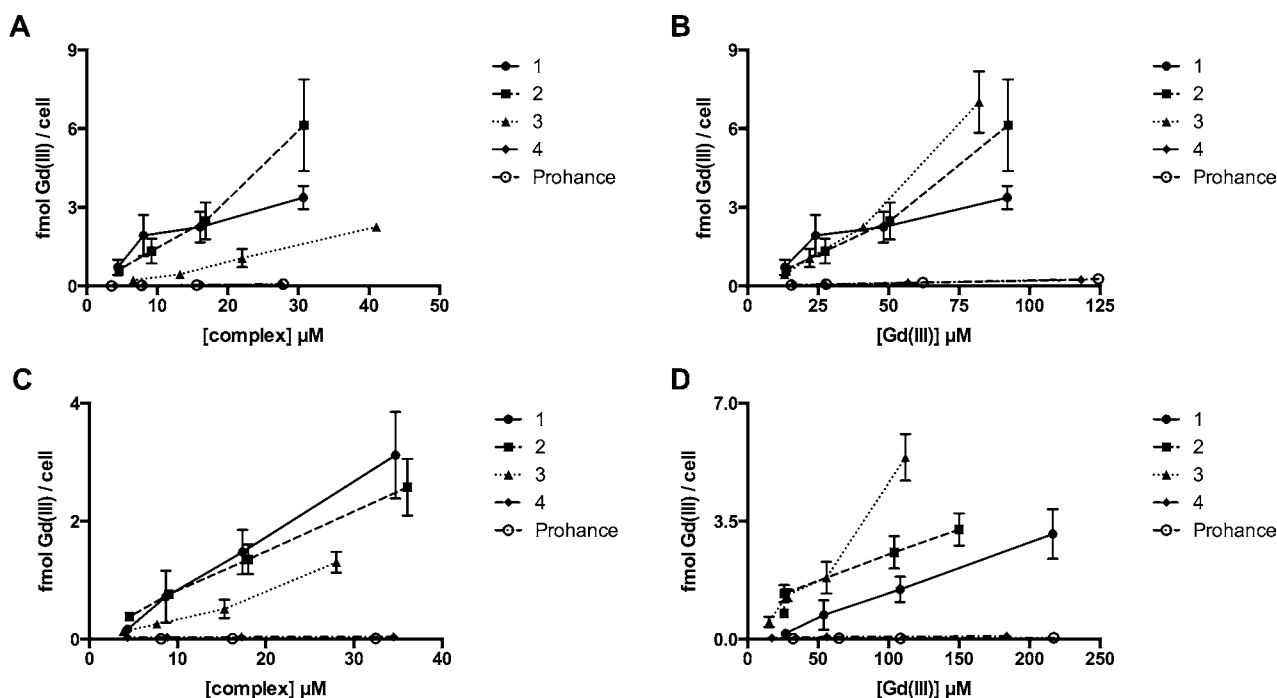 A
fmol Gd(III) / cell
9
6
3
0
0 10 20 30 40 50
[complex] µM
1
2
3
4
Prohance
B
fmol Gd(III) / cell
9
6
3
0
0 25 50 75 100 125
[Gd(III)] µM
1
2
3
4
Prohance
C
fmol Gd(III) / cell
4
2
0
0 10 20 30 40
[complex] µM
1
2
3
4
Prohance
D
fmol Gd(III) / cell
7.0
3.5
0.0
0 50 100 150 200 250
[Gd(III)] µM
1
2
3
4
Prohance